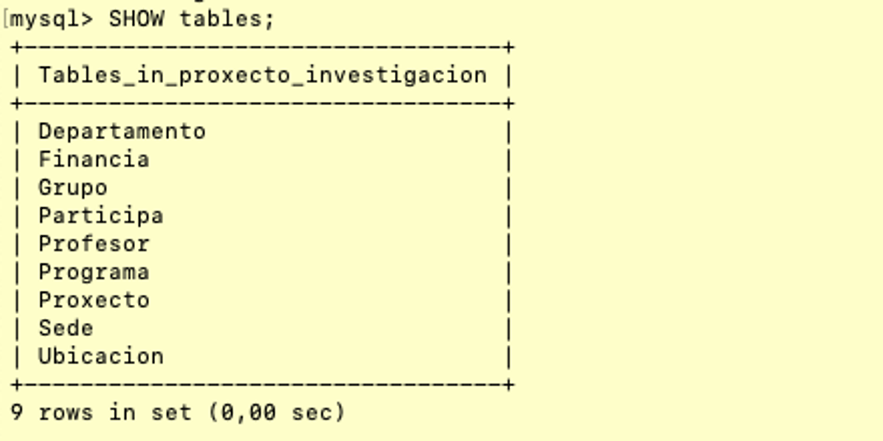 [mysql> SHOW tables;
+-----------------------------------+
| Tables_in_proxecto_investigacion |
+-----------------------------------+
| Departamento                      |
| Financia                          |
| Grupo                             |
| Participa                         |
| Profesor                          |
| Programa                          |
| Proxecto                          |
| Sede                              |
| Ubicacion                         |
+-----------------------------------+
9 rows in set (0,00 sec)